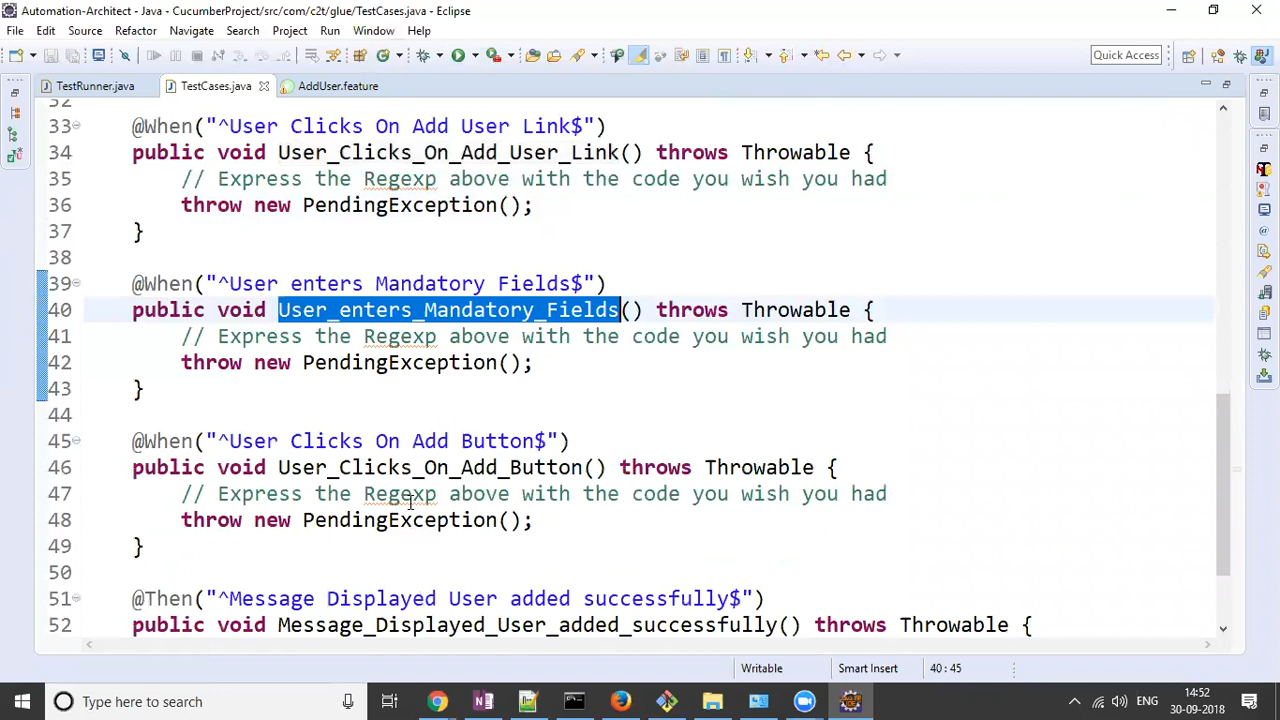 Automation-Architect - Java - CucumberProject/src/com/c2t/glue/TestCases.java - Eclipse
File Edit Source Refactor Navigate Search Project Run Window Help
Quick Access
TestRunner.java TestCases.java AddUser.feature
32
33 @When("^User Clicks On Add User Link$")
34 public void User_Clicks_On_Add_User_Link() throws Throwable {
35 // Express the Regexp above with the code you wish you had
36 throw new PendingException();
37 }
38
39 @When("^User enters Mandatory Fields$")
40 public void User_enters_Mandatory_Fields() throws Throwable {
41 // Express the Regexp above with the code you wish you had
42 throw new PendingException();
43 }
44
45 @When("^User Clicks On Add Button$")
46 public void User_Clicks_On_Add_Button() throws Throwable {
47 // Express the Regexp above with the code you wish you had
48 throw new PendingException();
49 }
50
51 @Then("^Message Displayed User added successfully$")
52 public void Message_Displayed_User_added_successfully() throws Throwable {
Writable Smart Insert 40 : 45
Type here to search ENG 14:52
30-09-2018